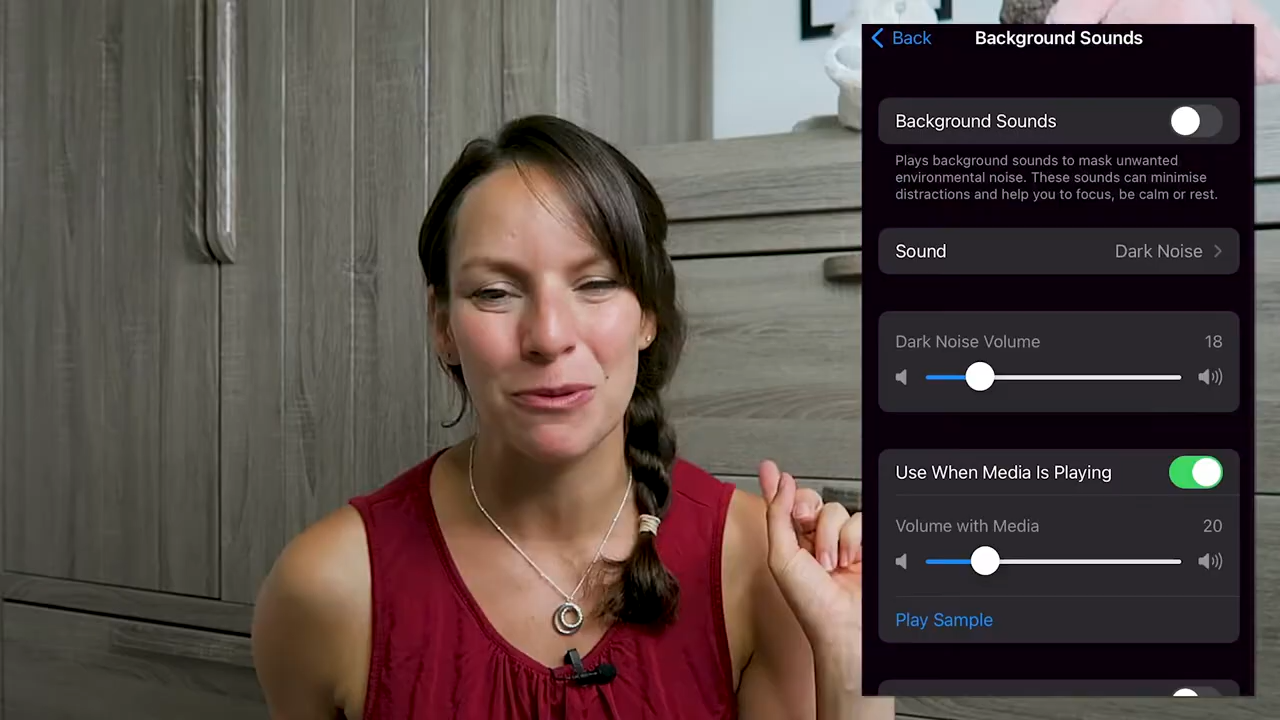 Back
Background Sounds
Background Sounds
Plays background sounds to mask unwanted
environmental noise. These sounds can minimise
distractions and help you to focus, be calm or rest.
Sound
Dark Noise
Dark Noise Volume
18
Use When Media Is Playing
Volume with Media
20
Play Sample